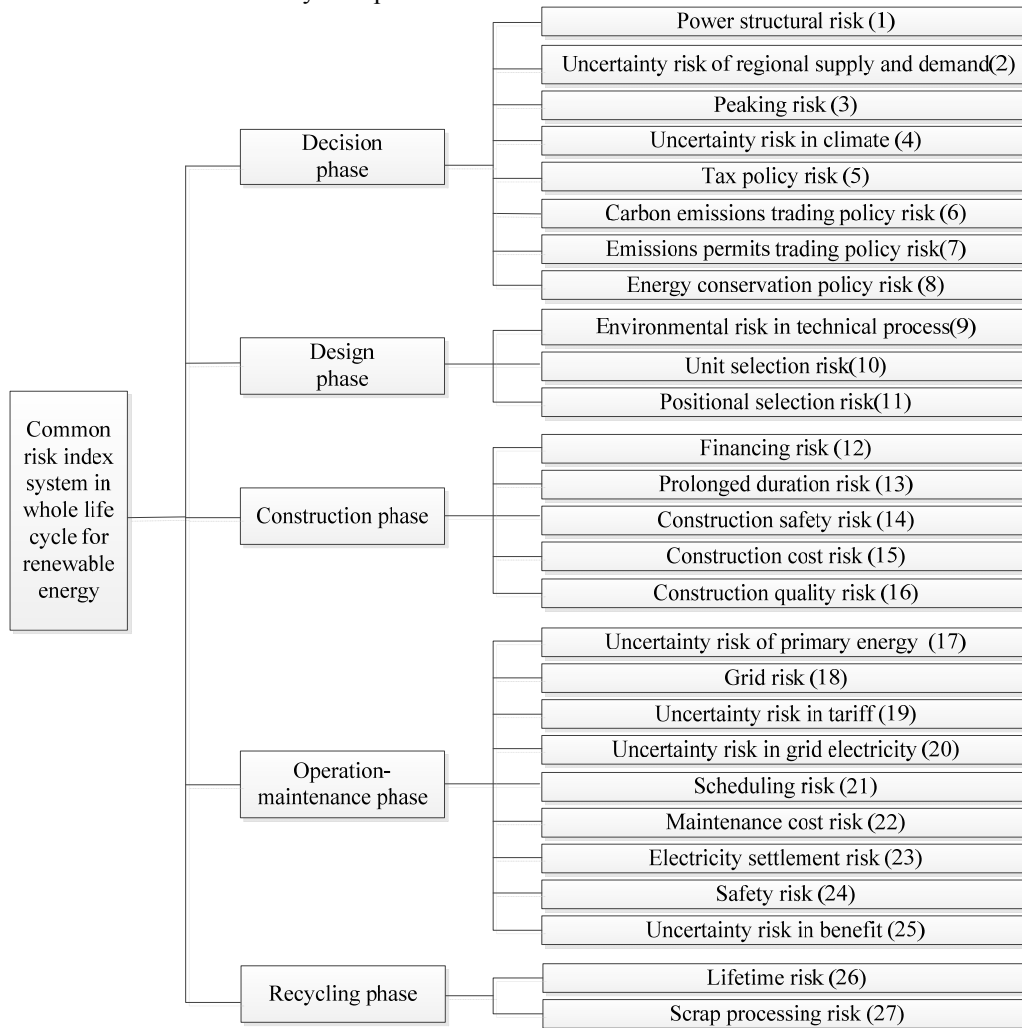 Power structural risk (1)
Uncertainty risk of regional supply and demand(2)
Peaking risk (3)
Decision
phase
Uncertainty risk in climate (4)
Tax policy risk (5)
Carbon emissions trading policy risk (6)
Emissions permits trading policy risk(7)
Energy conservation policy risk (8)
Environmental risk in technical process(9)
Design
phase
Unit selection risk(10)
Positional selection risk(11)
Common
risk index
system in
whole life
cycle for
renewable
energy
Financing risk (12)
Prolonged duration risk (13)
Construction phase
Construction safety risk (14)
Construction cost risk (15)
Construction quality risk (16)
Uncertainty risk of primary energy (17)
Grid risk (18)
Uncertainty risk in tariff (19)
Uncertainty risk in grid electricity (20)
Operation-
maintenance phase
Scheduling risk (21)
Maintenance cost risk (22)
Electricity settlement risk (23)
Safety risk (24)
Uncertainty risk in benefit (25)
Recycling phase
Lifetime risk (26)
Scrap processing risk (27)